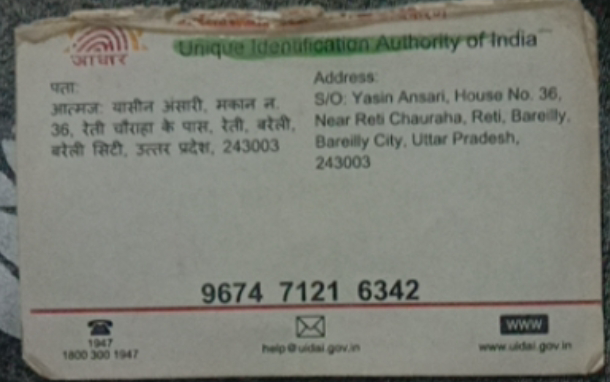 Unique Identification Authority of India
आधार
पता:
आत्मज: यासीन अंसारी, मकान न.
36, रेती चौराहा के पास, रेती, बरेली,
बरेली सिटी, उत्तर प्रदेश, 243003
Address:
S/O: Yasin Ansari, House No. 36,
Near Reti Chauraha, Reti, Bareilly,
Bareilly City, Uttar Pradesh,
243003
9674 7121 6342
1947
1800 300 1947
help@uidai.gov.in
WWW
www.uidai.gov.in